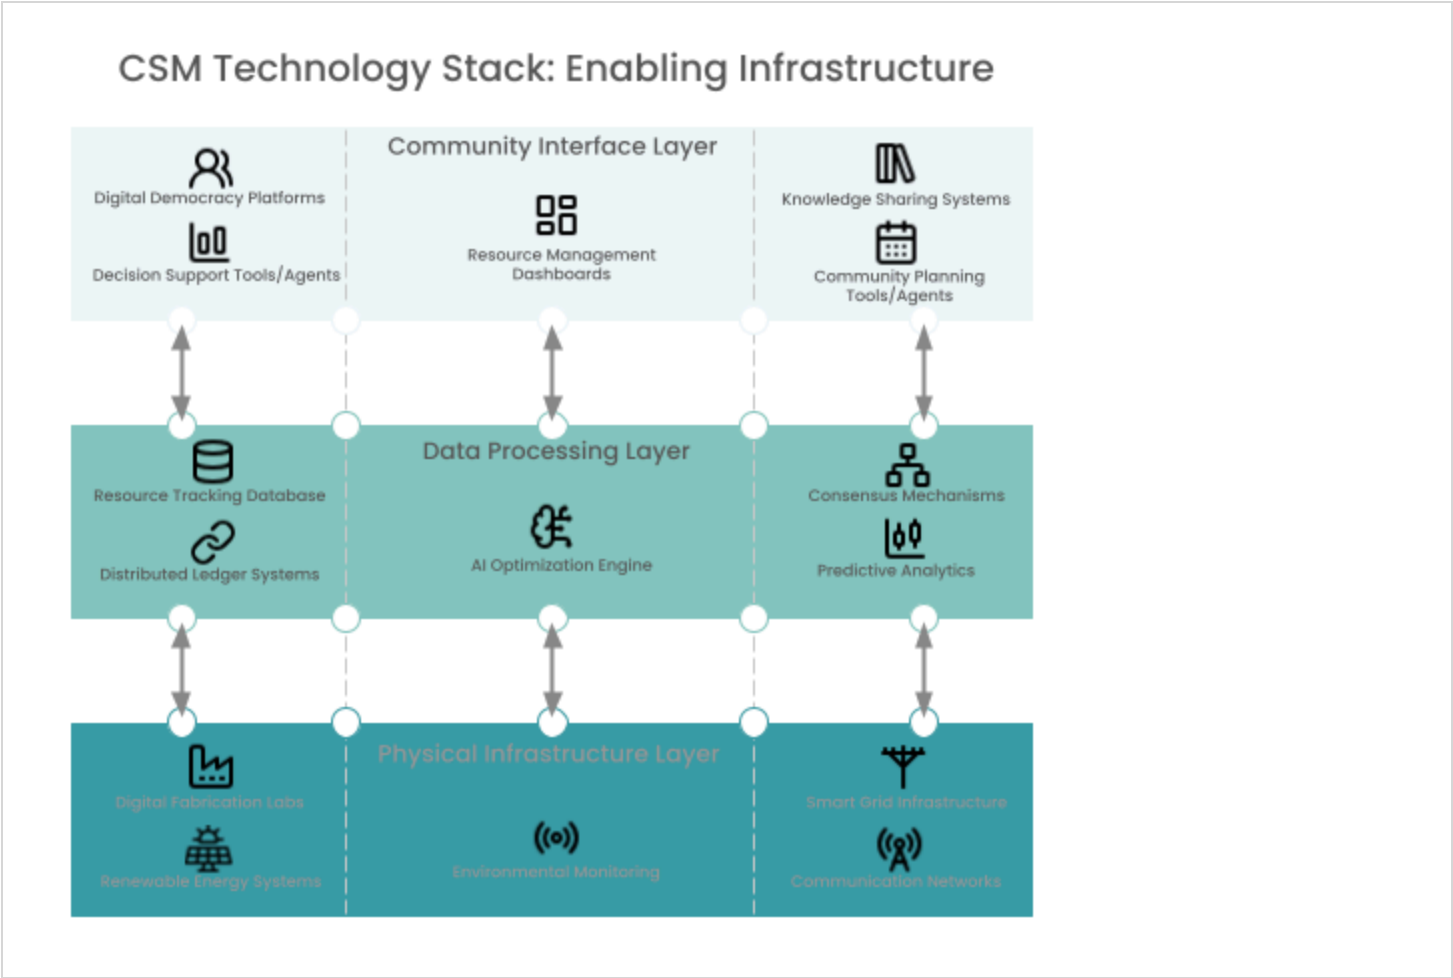 CSM Technology Stack: Enabling Infrastructure
Community Interface Layer
Digital Democracy Platforms
Decision Support Tools/Agents
Resource Management
Dashboards
Knowledge Sharing Systems
Community Planning
Tools/Agents
Data Processing Layer
Resource Tracking Database
Distributed Ledger Systems
AI Optimization Engine
Consensus Mechanisms
Predictive Analytics
Physical Infrastructure Layer
Digital Fabrication Labs
Renewable Energy Systems
Environmental Monitoring
Smart Grid Infrastructure
Communication Networks